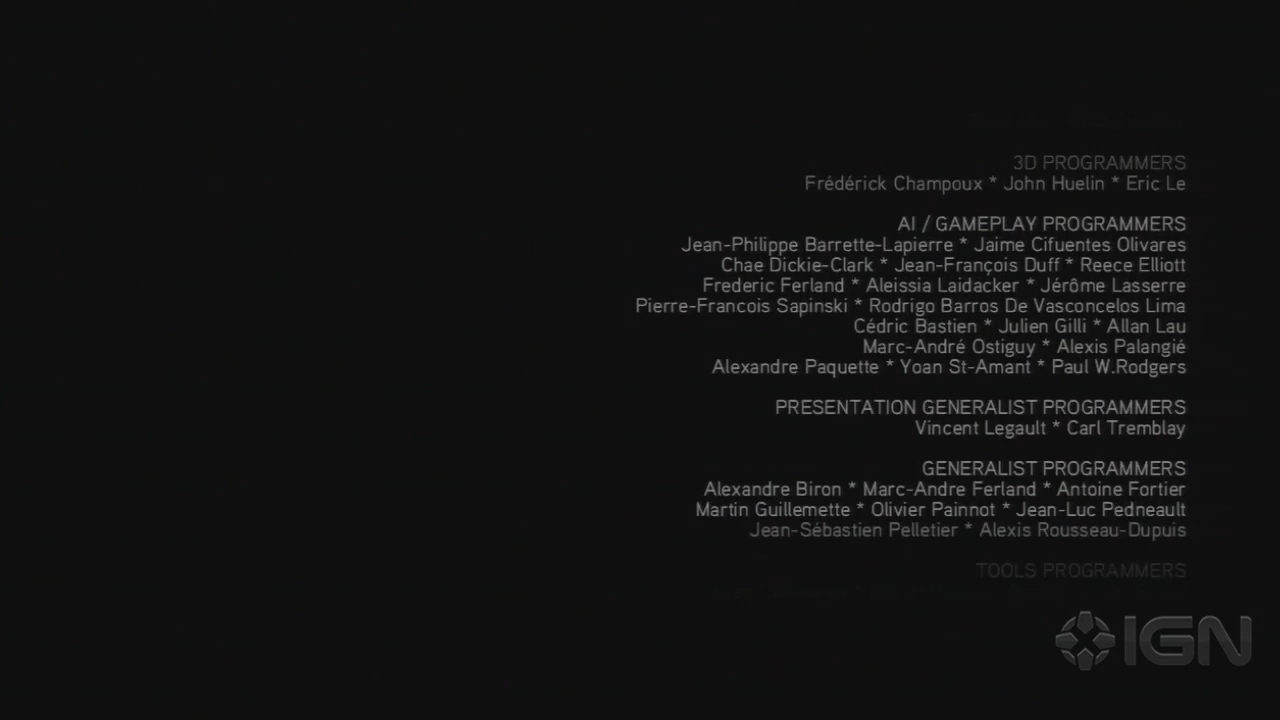 3D PROGRAMMERS
Frédérick Champoux * John Huelin * Eric Le
AI / GAMEPLAY PROGRAMMERS
Jean-Philippe Barrette-Lapierre * Jaime Cifuentes Olivares
Chae Dickie-Clark * Jean-François Duff * Reece Elliott
Frederic Ferland * Aleissia Laidacker * Jérôme Lasserre
Pierre-Francois Sapinski * Rodrigo Barros De Vasconcelos Lima
Cédric Bastien * Julien Gilli * Allan Lau
Marc-André Ostiguy * Alexis Palangié
Alexandre Paquette * Yoan St-Amant * Paul W.Rodgers
PRESENTATION GENERALIST PROGRAMMERS
Vincent Legault * Carl Tremblay
GENERALIST PROGRAMMERS
Alexandre Biron * Marc-Andre Ferland * Antoine Fortier
Martin Guillemette * Olivier Painnot * Jean-Luc Pedneault
Jean-Sébastien Pelletier * Alexis Rousseau-Dupuis
TOOLS PROGRAMMERS
IGN